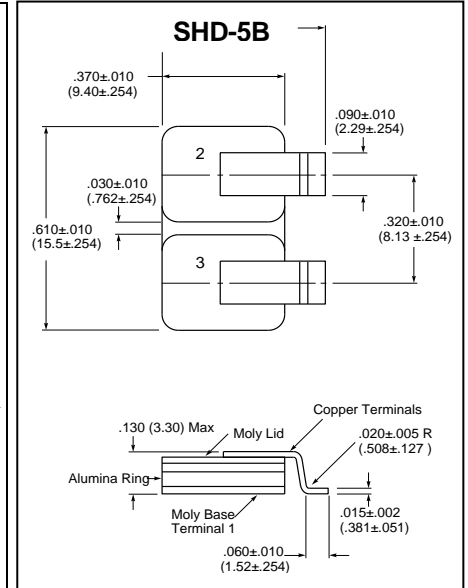 SHD-5B
.370±.010
(9.40±.254)
.090±.010
(2.29±.254)
2
.030±.010
(.762±.254)
.320±.010
(8.13 ±.254)
.610±.010
(15.5±.254)
3
Copper Terminals
.130 (3.30) Max
Moly Lid
.020±.005 R
(.508±.127 )
Alumina Ring
Moly Base
Terminal 1
.015±.002
(.381±.051)
.060±.010
(1.52±.254)